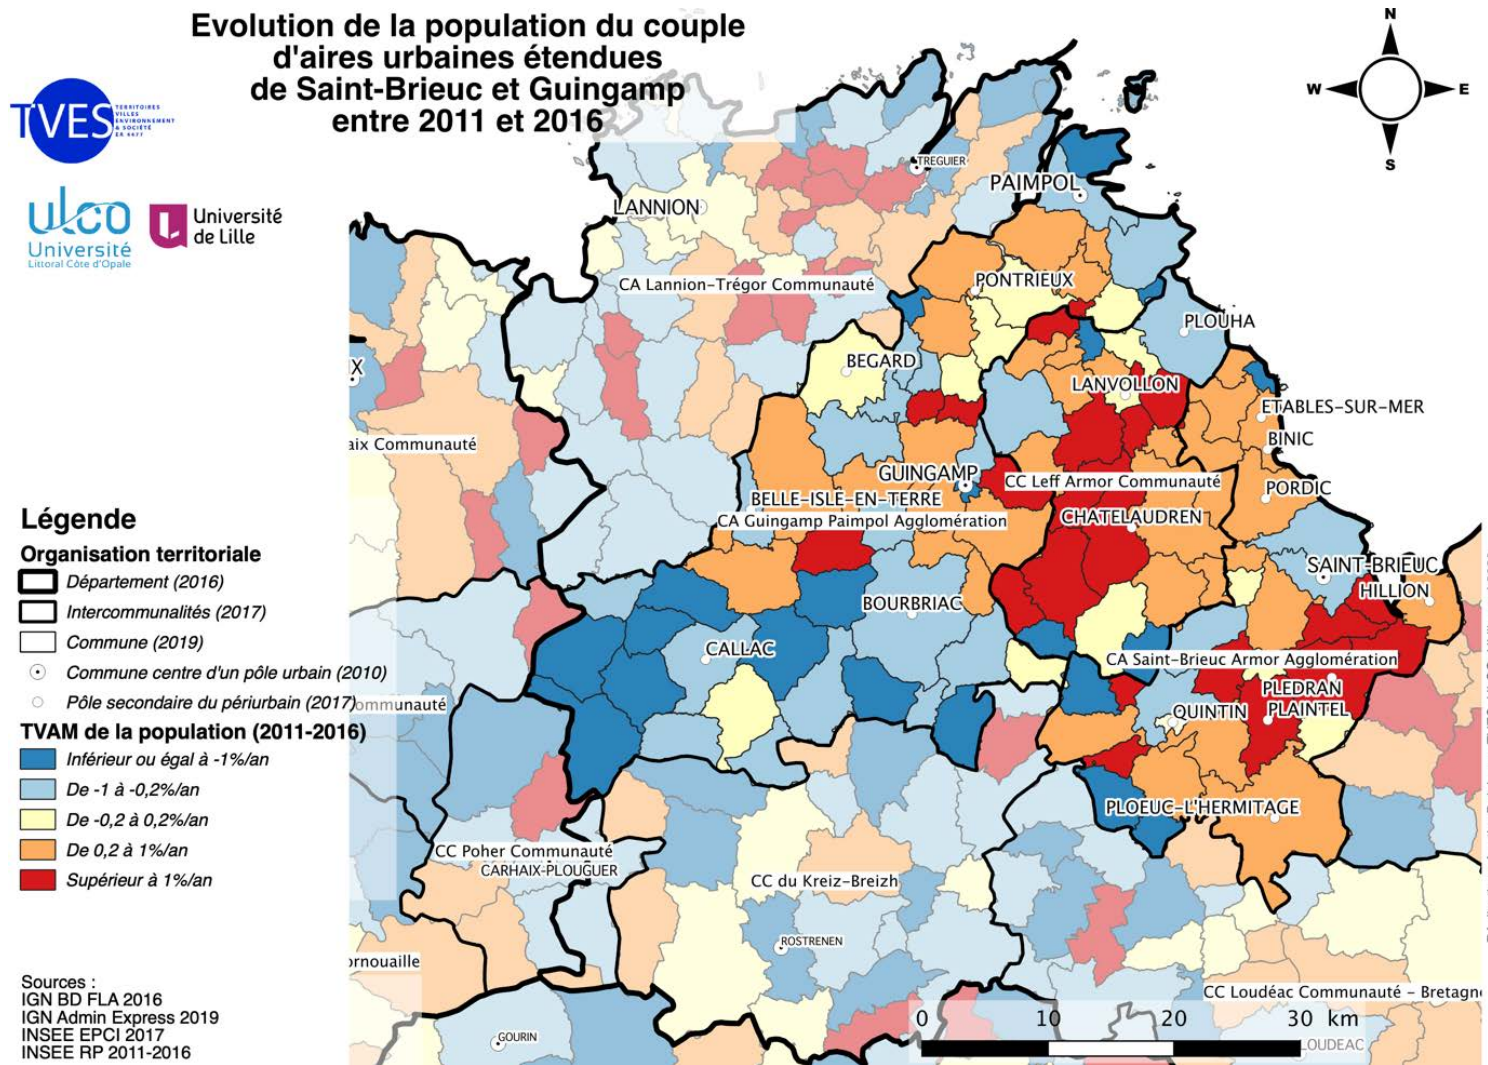 Evolution de la population du couple
d'aires urbaines étendues
de Saint-Brieuc et Guingamp
entre 2011 et 2016
TVES
TERRITOIRES
VILLES
ENVIRONNEMENT
& SOCIÉTÉ
ulco
Université
Littoral Côte d'Opale
Université
de Lille
N
W
E
S
TREGUIER
PAIMPOL
LANNION
CA Lannion-Trégor Communauté
PONTRIEUX
PLOUHA
BEGARD
X
LANVOLLON
ETABLES-SUR-MER
BINIC
aix Communauté
GUINGAMP
CC Leff Armor Communauté
PORDIC
BELLE-ISLE-EN-TERRE
CA Guingamp Paimpol Agglomération
CHATELAUDREN
SAINT-BRIEUC
HILLION
BOURBRIAC
CALLAC
CA Saint-Brieuc Armor Agglomération
PLEDRAN
QUINTIN
PLAINTEL
ommunauté
PLOEUC-L'HERMITAGE
CC Poher Communauté
CARHAIX-PLOUGUER
CC du Kreiz-Breizh
ROSTRENEN
ornouaille
CC Loudéac Communauté - Bretagne
GOURIN
LOUDEAC
0 10 20 30 km
Légende
Organisation territoriale
Département (2016)
Intercommunalités (2017)
Commune (2019)
Commune centre d'un pôle urbain (2010)
Pôle secondaire du périurbain (2017)
TVAM de la population (2011-2016)
Inférieur ou égal à -1%/an
De -1 à -0,2%/an
De -0,2 à 0,2%/an
De 0,2 à 1%/an
Supérieur à 1%/an
Sources :
IGN BD FLA 2016
IGN Admin Express 2019
INSEE EPCI 2017
INSEE RP 2011-2016